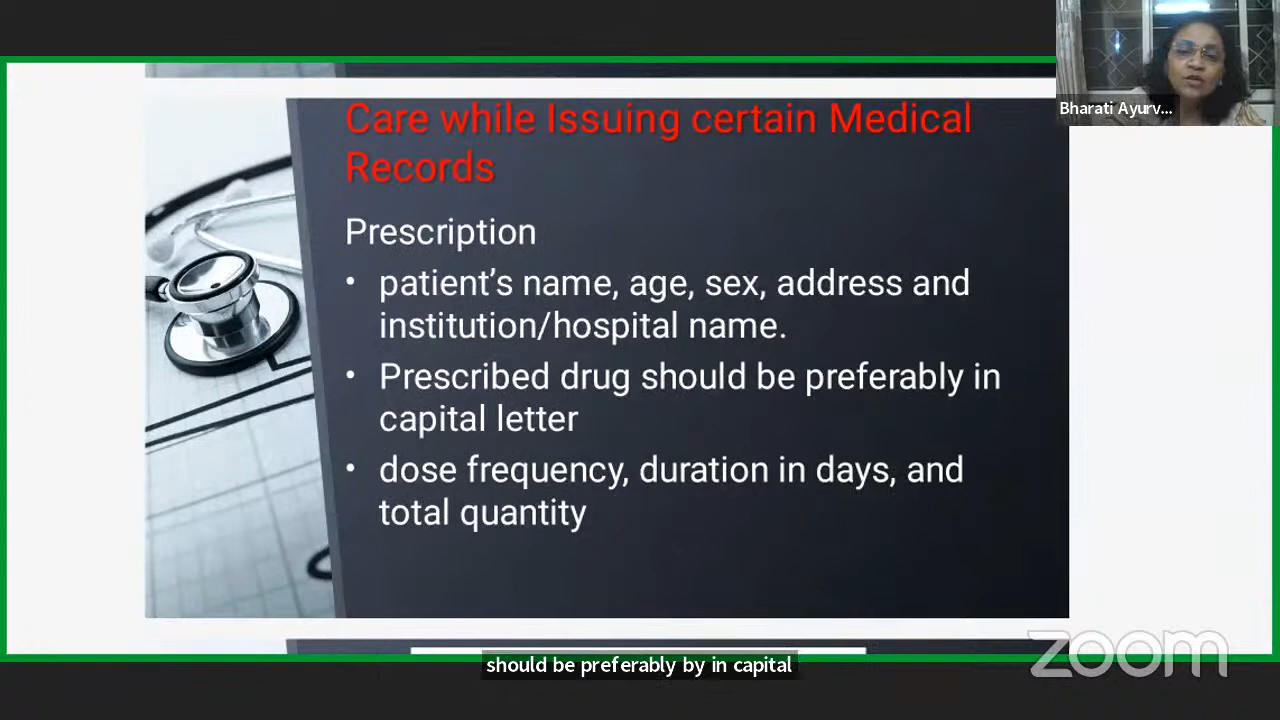 Care while Issuing certain Medical
Records
Prescription
• patient’s name, age, sex, address and
institution/hospital name.
• Prescribed drug should be preferably in
capital letter
• dose frequency, duration in days, and
total quantity
Bharati Ayurv...
zoom
should be preferably by in capital